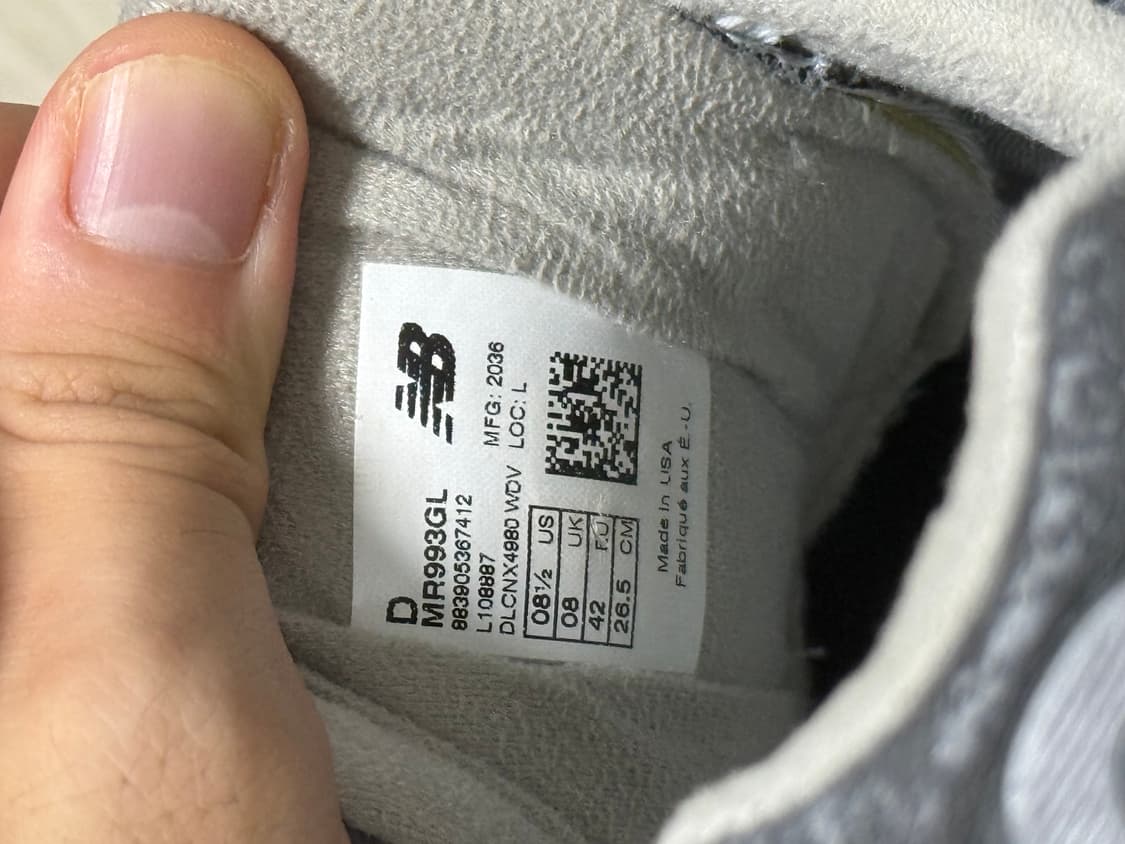 NB
D
MR993GL
883905367412
L108887
MFG: 2036
DLCNX4980 WDV LOC: L
08½ US
08 UK
42 EU
26.5 CM
Made in USA
Fabriqué aux É.-U.